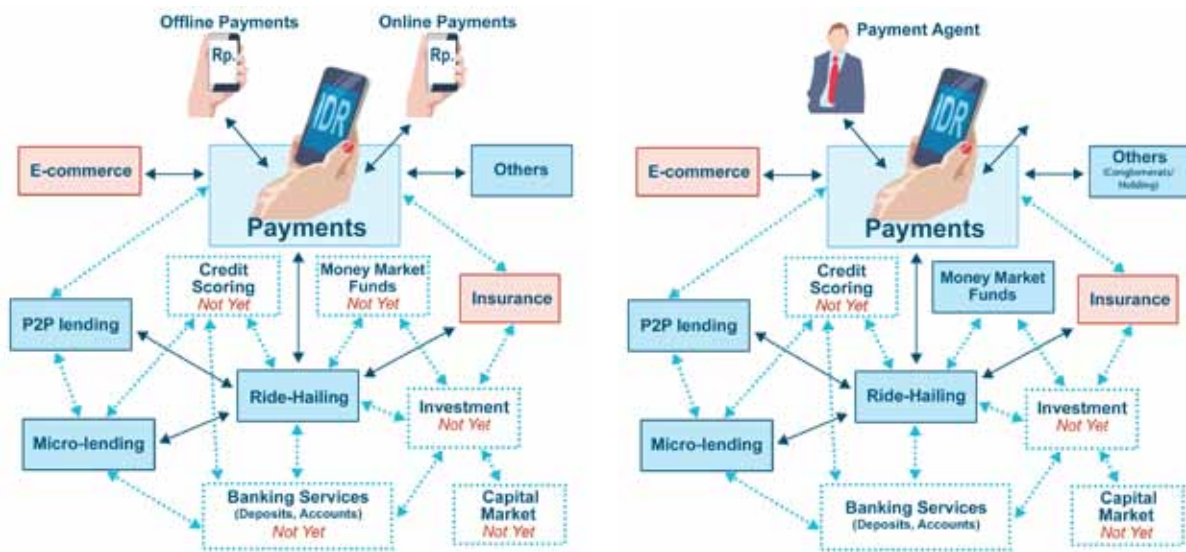 Offline Payments
Online Payments
Rp.
Rp.
IDR
E-commerce
Others
Payments
Credit
Scoring
Not Yet
Money Market
Funds
Not Yet
Insurance
P2P lending
Ride-Hailing
Investment
Not Yet
Micro-lending
Banking Services
(Deposits, Accounts)
Not Yet
Capital
Market
Not Yet
Payment Agent
IDR
E-commerce
Others
(Conglomerats/
Holding)
Payments
Credit
Scoring
Not Yet
Money Market
Funds
Insurance
P2P lending
Ride-Hailing
Investment
Not Yet
Micro-lending
Banking Services
(Deposits, Accounts)
Capital
Market
Not Yet